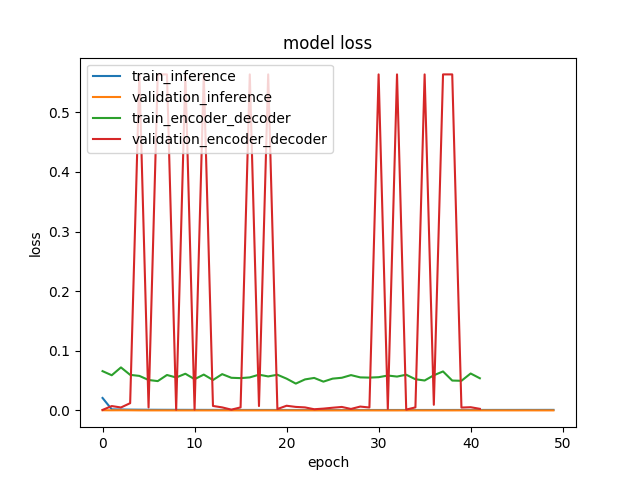 model loss
train_inference
validation_inference
train_encoder_decoder
validation_encoder_decoder
0.5
0.4
0.3
0.2
0.1
0.0
loss
0 10 20 30 40 50
epoch